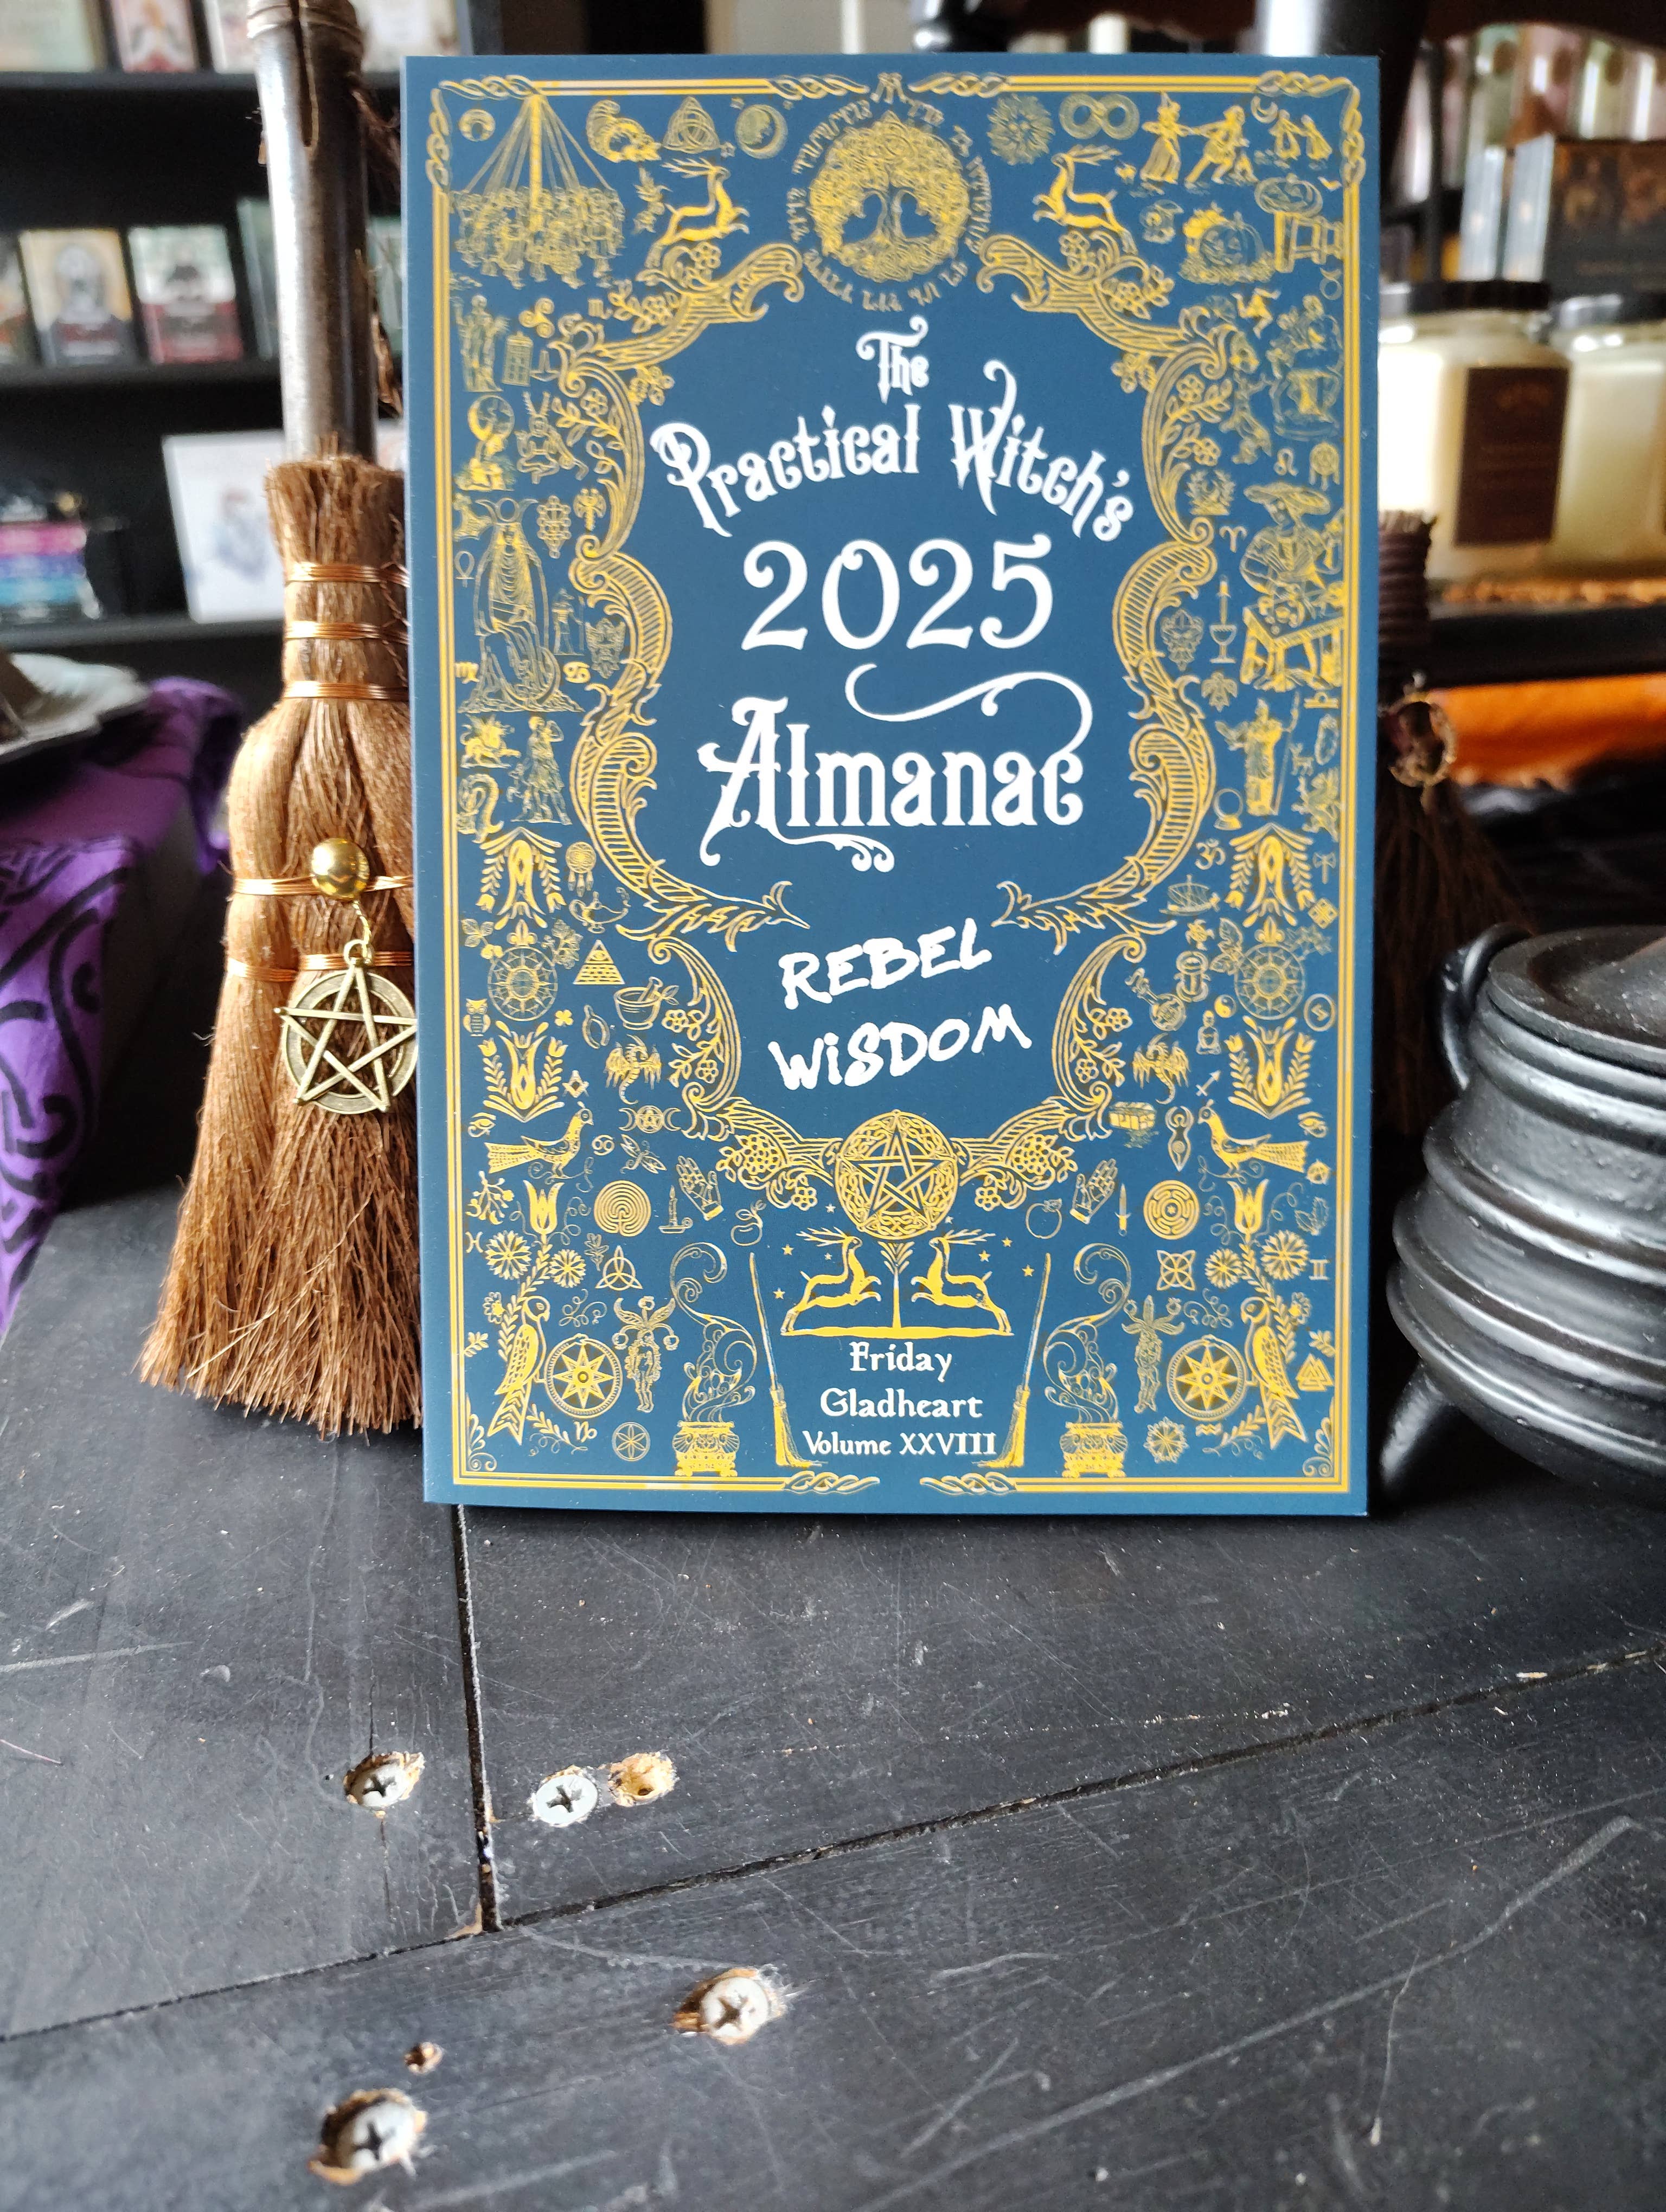 The
Practical Witch's
2025
Almanac
REBEL
WiSDOM
Friday
Gladheart
Volume XXVIII